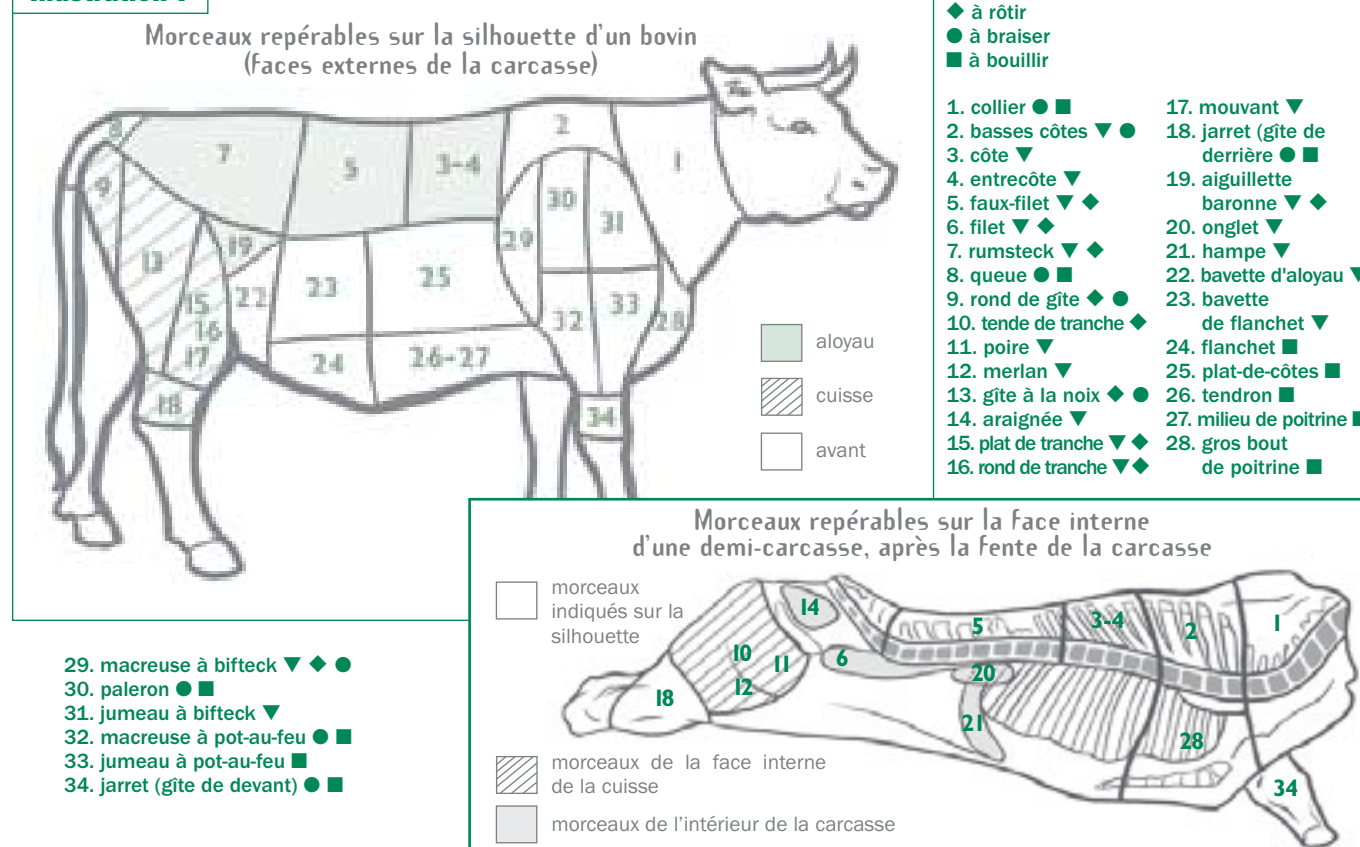 Morceaux repérables sur la silhouette d'un bovin
(faces externes de la carcasse)
8
7
5
3-4
2
1
9
13
19
15
16
17
22
23
25
29
30
31
32
33
28
24
26-27
18
34
aloyau
cuisse
avant
◆ à rôtir
● à braiser
■ à bouillir
1. collier ● ■
2. basses côtes ▼ ●
3. côte ▼
4. entrecôte ▼
5. faux-filet ▼ ◆
6. filet ▼ ◆
7. rumsteck ▼ ◆
8. queue ● ■
9. rond de gîte ◆ ●
10. tende de tranche ◆
11. poire ▼
12. merlan ▼
13. gîte à la noix ◆ ●
14. araignée ▼
15. plat de tranche ▼ ◆
16. rond de tranche ▼ ◆
17. mouvant ▼
18. jarret (gîte de
derrière ● ■
19. aiguillette
baronne ▼ ◆
20. onglet ▼
21. hampe ▼
22. bavette d'aloyau ▼
23. bavette
de flanchet ▼
24. flanchet ■
25. plat-de-côtes ■
26. tendron ■
27. milieu de poitrine ■
28. gros bout
de poitrine ■
29. macreuse à bifteck ▼ ◆ ●
30. paleron ● ■
31. jumeau à bifteck ▼
32. macreuse à pot-au-feu ● ■
33. jumeau à pot-au-feu ■
34. jarret (gîte de devant) ● ■
Morceaux repérables sur la face interne
d'une demi-carcasse, après la fente de la carcasse
morceaux
indiqués sur la
silhouette
morceaux de la face interne
de la cuisse
morceaux de l'intérieur de la carcasse
14
5
3-4
2
1
10
11
12
6
20
18
21
28
34